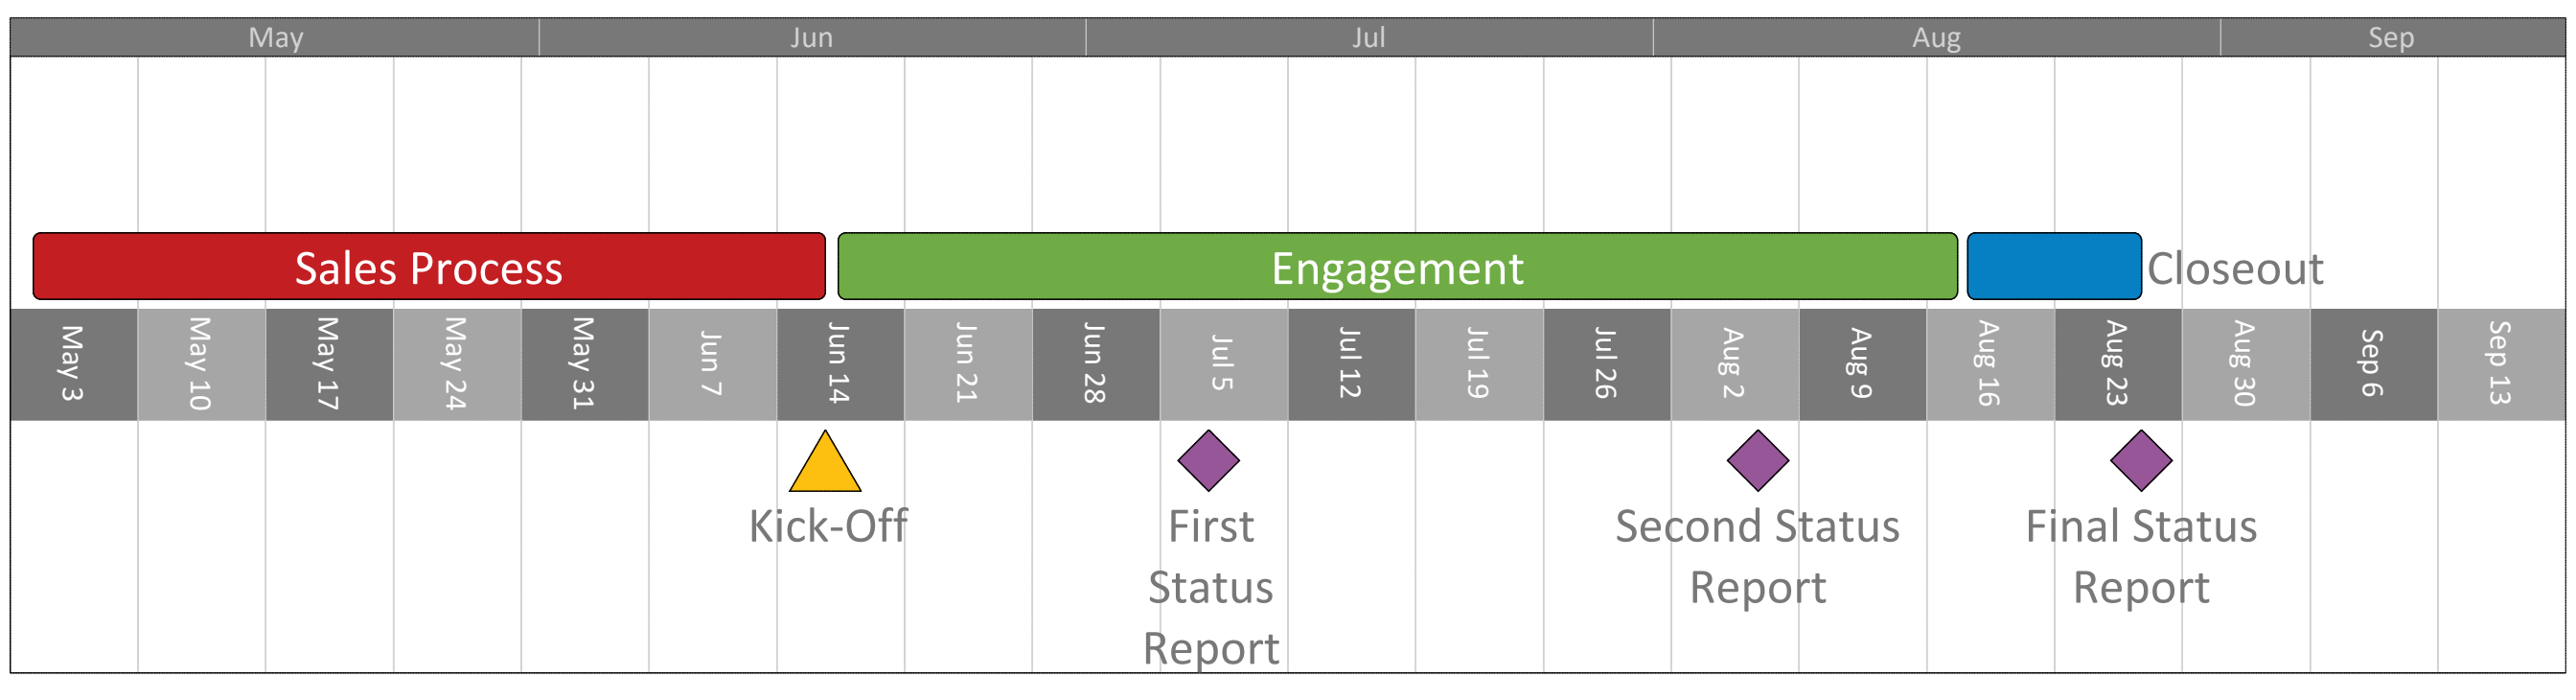 May Jun Jul Aug Sep
Sales Process Engagement Closeout
May 3 May 10 May 17 May 24 May 31 Jun 7 Jun 14 Jun 21 Jun 28 Jul 5 Jul 12 Jul 19 Jul 26 Aug 2 Aug 9 Aug 16 Aug 23 Aug 30 Sep 6 Sep 13
Kick-Off
First
Status
Report
Second Status
Report
Final Status
Report